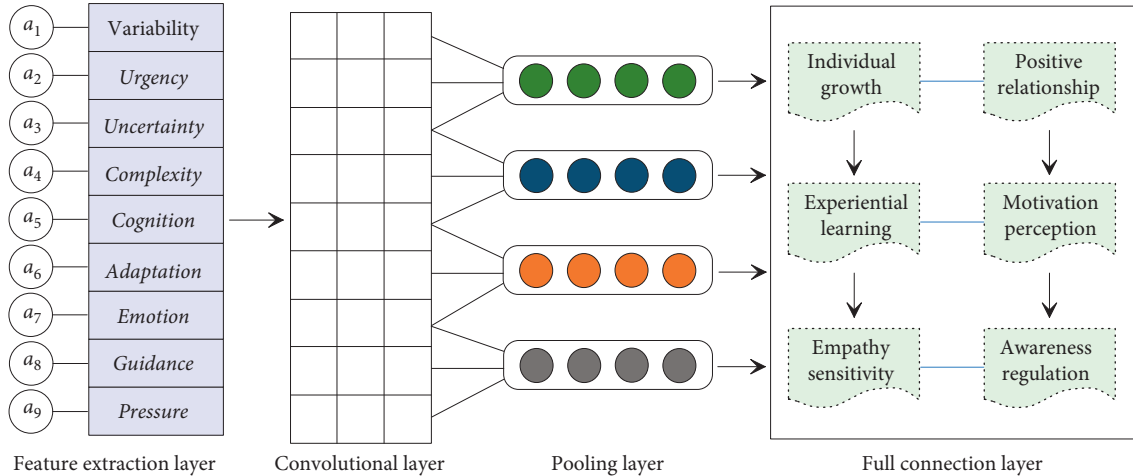 a1 Variability
a2 Urgency
a3 Uncertainty
a4 Complexity
a5 Cognition
a6 Adaptation
a7 Emotion
a8 Guidance
a9 Pressure
Individual
growth
Positive
relationship
Experiential
learning
Motivation
perception
Empathy
sensitivity
Awareness
regulation
Feature extraction layer
Convolutional layer
Pooling layer
Full connection layer